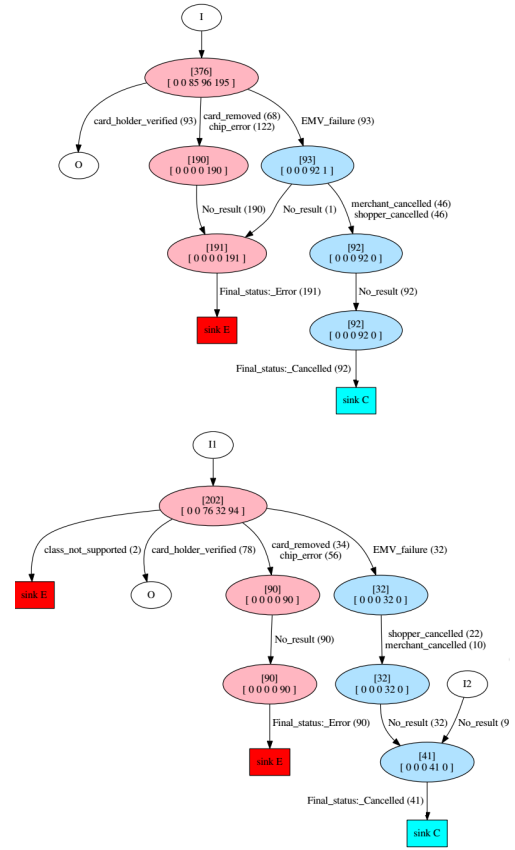 I
[376]
[ 0 0 85 96 195 ]
card_holder_verified (93)
card_removed (68)
chip_error (122)
EMV_failure (93)
O
[190]
[ 0 0 0 0 190 ]
[93]
[ 0 0 0 92 1 ]
No_result (190)
No_result (1)
merchant_cancelled (46)
shopper_cancelled (46)
[191]
[ 0 0 0 0 191 ]
[92]
[ 0 0 0 92 0 ]
Final_status:_Error (191)
No_result (92)
sink E
[92]
[ 0 0 0 92 0 ]
Final_status:_Cancelled (92)
sink C
I1
[202]
[ 0 0 76 32 94 ]
class_not_supported (2)
card_holder_verified (78)
card_removed (34)
chip_error (56)
EMV_failure (32)
sink E
O
[90]
[ 0 0 0 0 90 ]
[32]
[ 0 0 0 32 0 ]
No_result (90)
shopper_cancelled (22)
merchant_cancelled (10)
[90]
[ 0 0 0 0 90 ]
[32]
[ 0 0 0 32 0 ]
I2
Final_status:_Error (90)
No_result (32)
No_result (9
sink E
[41]
[ 0 0 0 41 0 ]
Final_status:_Cancelled (41)
sink C